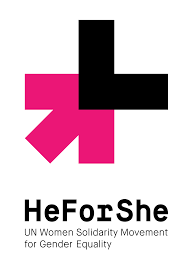 HeForShe
UN Women Solidarity Movement
for Gender Equality